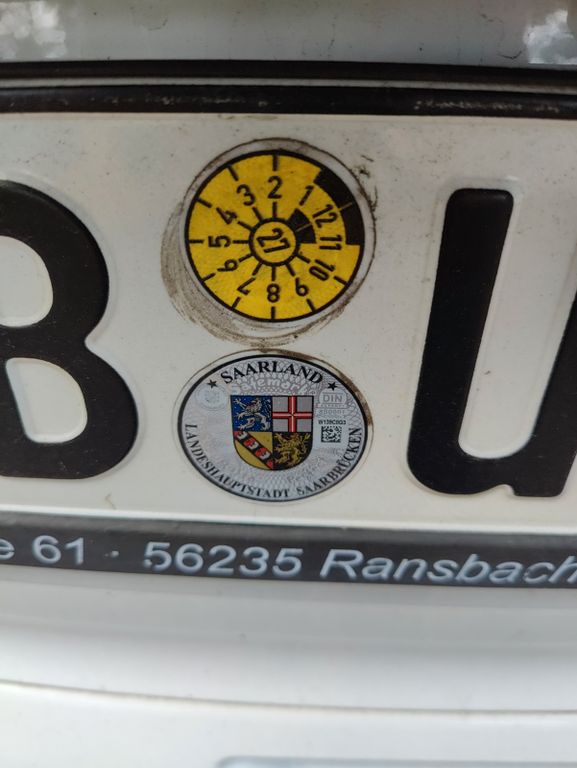 B U
1 2 3 4 5 6 7 8 9 10 11 12
SAARLAND
DIN
LANDESHAUPTSTADT SAARBRÜCKEN
e 61 · 56235 Ransbach